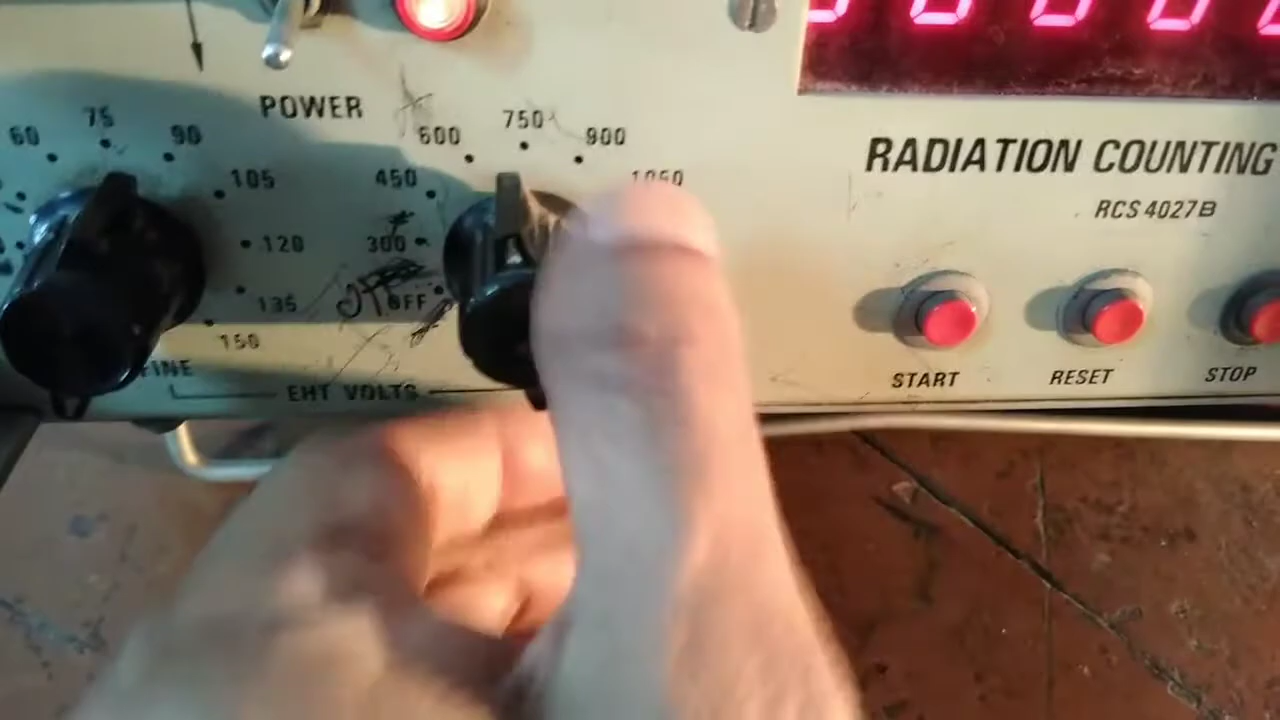 POWER
60
75
90
105
120
135
150
FINE
EHT VOLTS
OFF
300
450
600
750
900
1050
RADIATION COUNTING
RCS 4027B
START
RESET
STOP